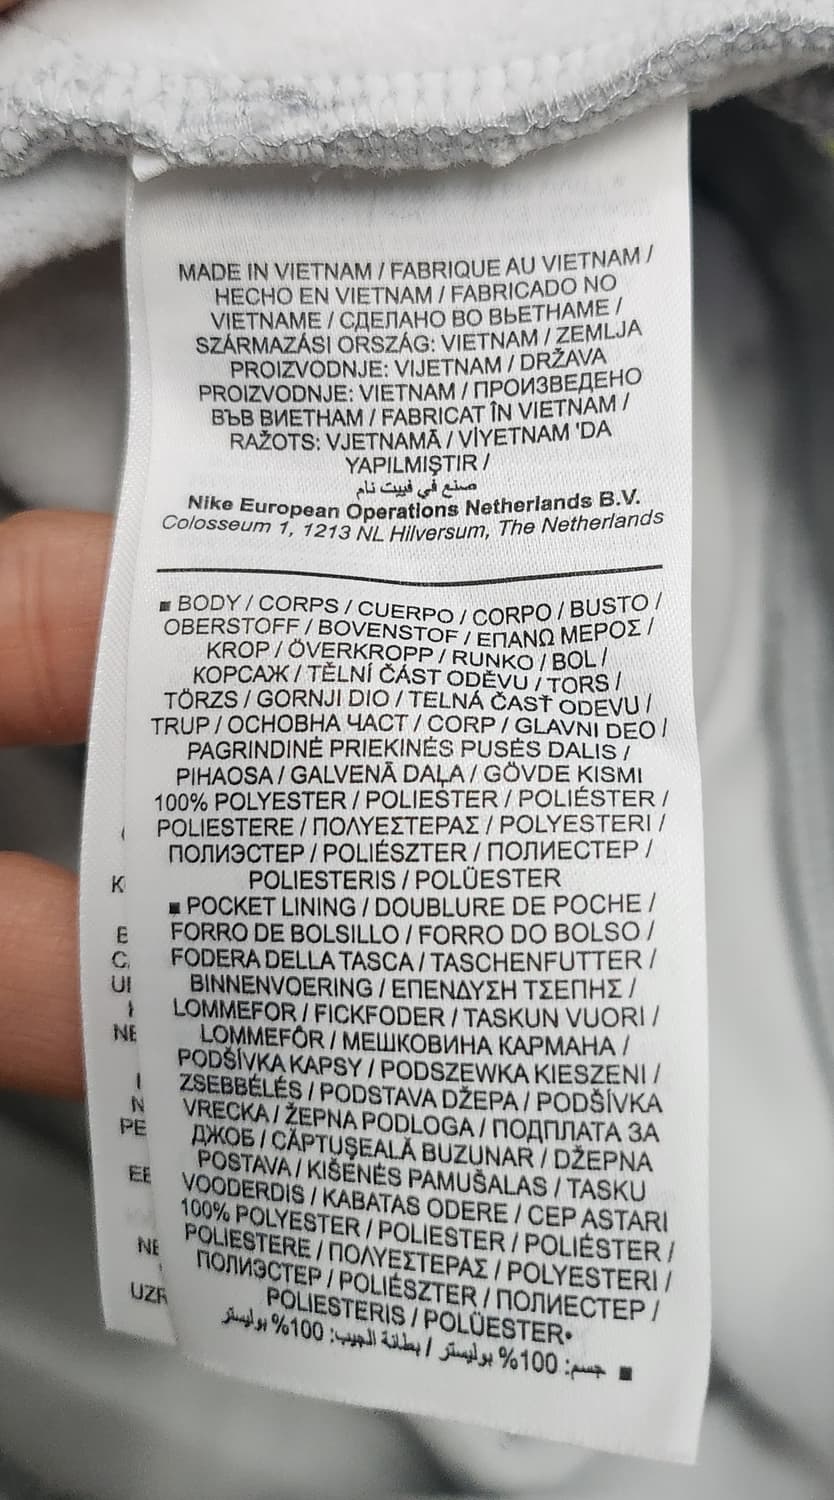 MADE IN VIETNAM / FABRIQUE AU VIETNAM /
HECHO EN VIETNAM / FABRICADO NO
VIETNAME / СДЕЛАНО ВО ВЬЕТНАМЕ /
SZÁRMAZÁSI ORSZÁG: VIETNAM / ZEMLJA
PROIZVODNJE: VIJETNAM / DRŽAVA
PROIZVODNJE: VIETNAM / ПРОИЗВЕДЕНО
ВЪВ ВИЕТНАМ / FABRICAT ÎN VIETNAM /
RAŽOTS: VJETNAMĀ / VİYETNAM 'DA
YAPILMIŞTIR /
صنع في فييت نام
Nike European Operations Netherlands B.V.
Colosseum 1, 1213 NL Hilversum, The Netherlands
■ BODY / CORPS / CUERPO / CORPO / BUSTO /
OBERSTOFF / BOVENSTOF / ΕΠΑΝΩ ΜΕΡΟΣ /
KROP / ÖVERKROPP / RUNKO / BOL /
КОРСАЖ / TĚLNÍ ČÁST ODĚVU / TORS /
TÖRZS / GORNJI DIO / TELNÁ ČASŤ ODEVU /
TRUP / ОСНОВНА ЧАСТ / CORP / GLAVNI DEO /
PAGRINDINĖ PRIEKINĖS PUSĖS DALIS /
PIHAOSA / GALVENĀ DAĻA / GÖVDE KISMI
100% POLYESTER / POLIESTER / POLIÉSTER /
POLIESTERE / ΠΟΛΥΕΣΤΕΡΑΣ / POLYESTERI /
ПОЛИЭСТЕР / POLIÉSZTER / ПОЛИЕСТЕР /
POLIESTERIS / POLÜESTER
■ POCKET LINING / DOUBLURE DE POCHE /
FORRO DE BOLSILLO / FORRO DO BOLSO /
FODERA DELLA TASCA / TASCHENFUTTER /
BINNENVOERING / ΕΠΕΝΔΥΣΗ ΤΣΕΠΗΣ /
LOMMEFOR / FICKFODER / TASKUN VUORI /
LOMMEFÔR / МЕШКОВИНА КАРМАНА /
PODŠÍVKA KAPSY / PODSZEWKA KIESZENI /
ZSEBBÉLÉS / PODSTAVA DŽEPA / PODŠÍVKA
VRECKA / ŽEPNA PODLOGA / ПОДПЛАТА ЗА
ДЖОБ / CĂPTUŞEALĂ BUZUNAR / DŽEPNA
POSTAVA / KIŠENĖS PAMUŠALAS / TASKU
VOODERDIS / KABATAS ODERE / CEP ASTARI
100% POLYESTER / POLIESTER / POLIÉSTER /
POLIESTERE / ΠΟΛΥΕΣΤΕΡΑΣ / POLYESTERI /
ПОЛИЭСТЕР / POLIÉSZTER / ПОЛИЕСТЕР /
POLIESTERIS / POLÜESTER•
■ جسم: 100% بوليستر / بطانة الجيب: 100% بوليستر